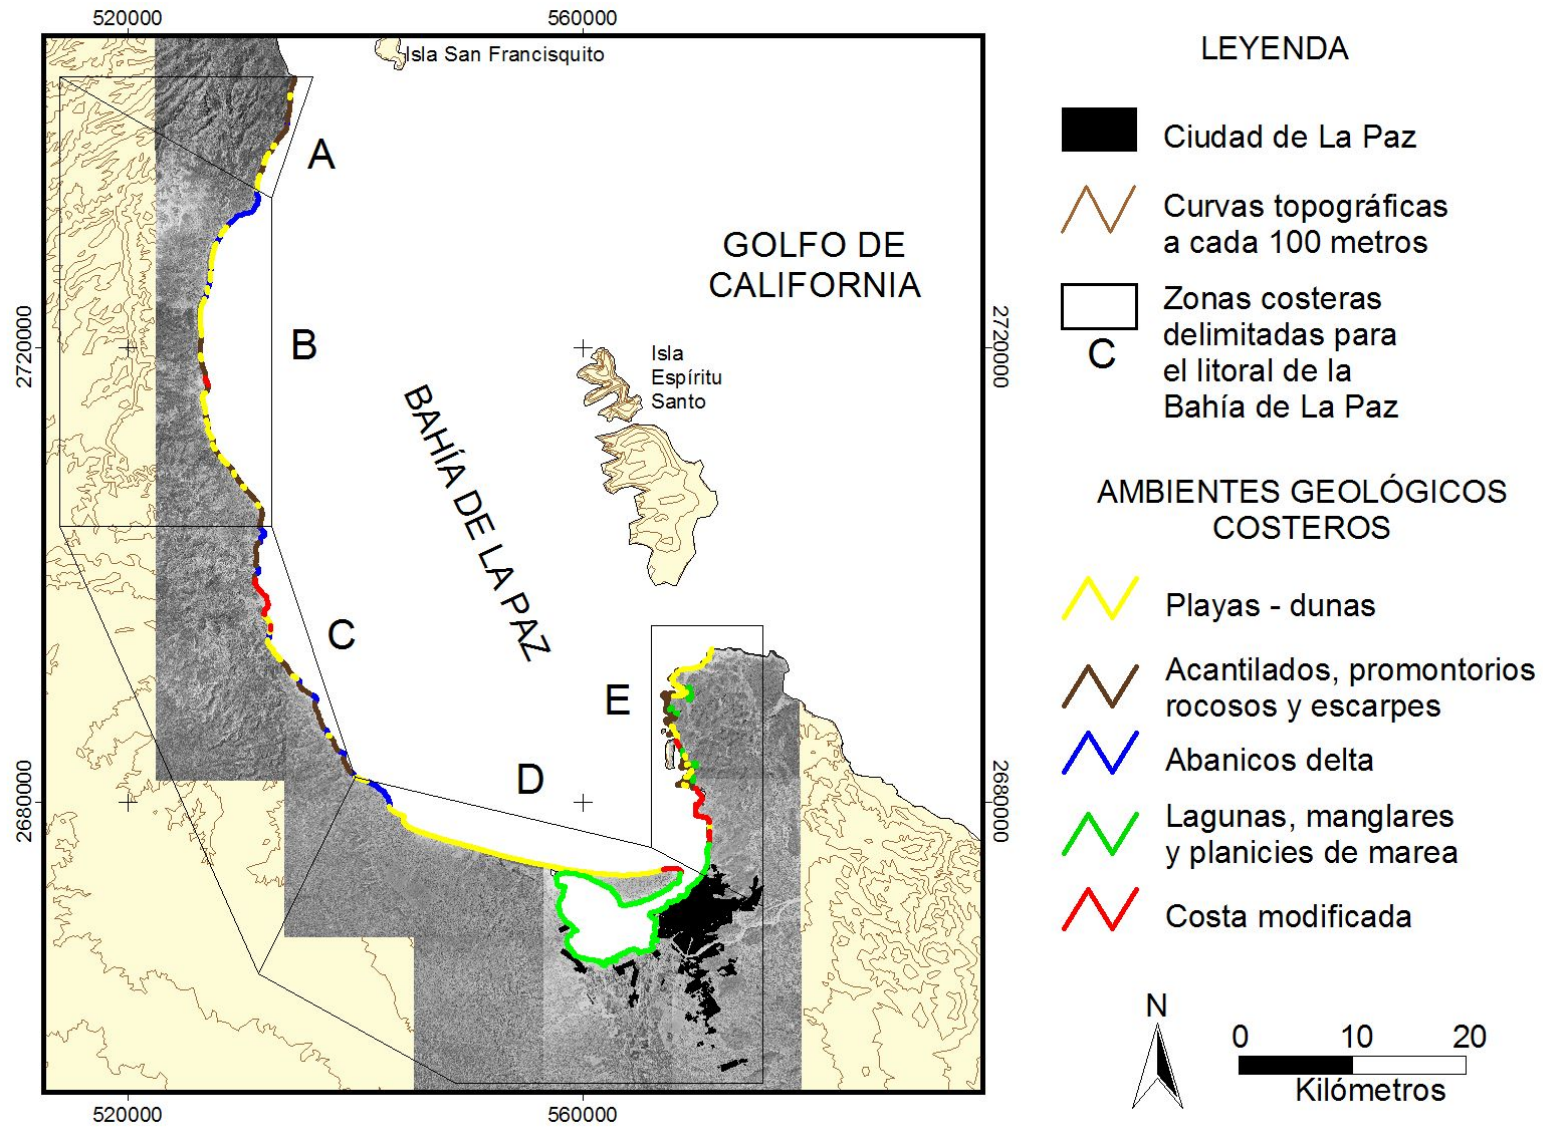 520000
560000
Isla San Francisquito
A
GOLFO DE
CALIFORNIA
2720000
2720000
B
Isla
Espíritu
Santo
BAHÍA DE LA PAZ
C
E
D
2680000
2680000
520000
560000
LEYENDA
Ciudad de La Paz
Curvas topográficas
a cada 100 metros
C
Zonas costeras
delimitadas para
el litoral de la
Bahía de La Paz
AMBIENTES GEOLÓGICOS
COSTEROS
Playas - dunas
Acantilados, promontorios
rocosos y escarpes
Abanicos delta
Lagunas, manglares
y planicies de marea
Costa modificada
N
0 10 20
Kilómetros